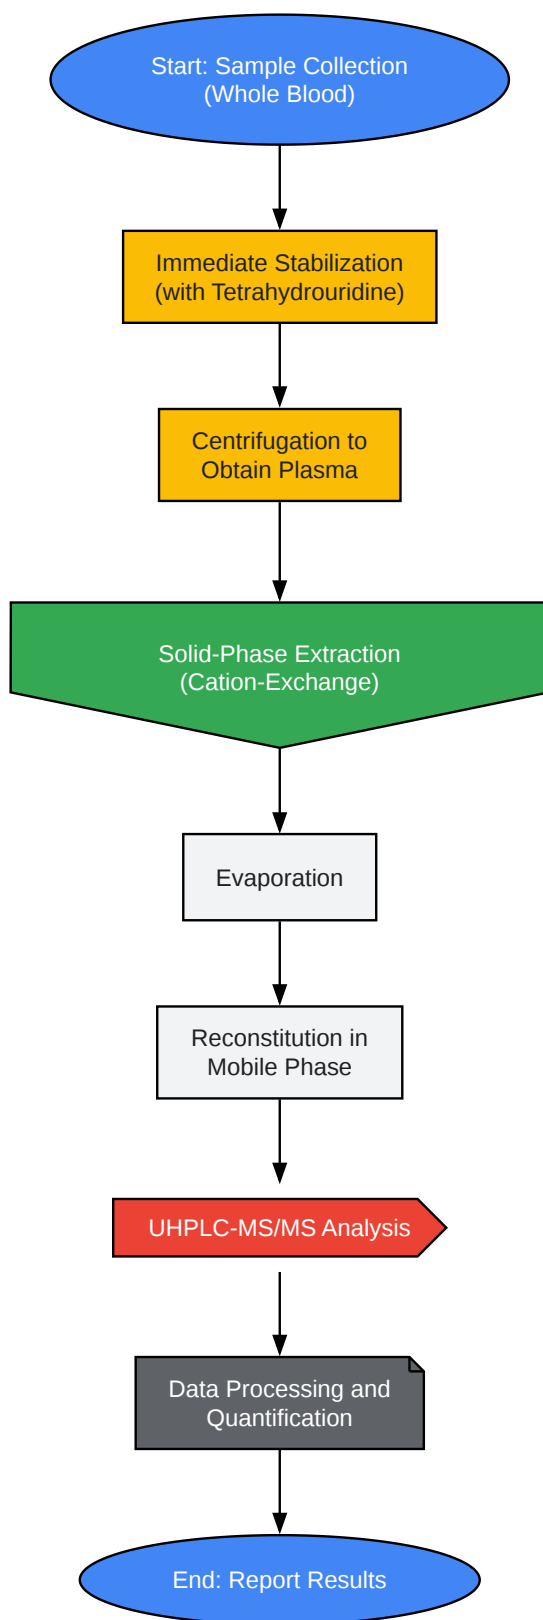 Start: Sample Collection
(Whole Blood)
Immediate Stabilization
(with Tetrahydrouridine)
Centrifugation to
Obtain Plasma
Solid-Phase Extraction
(Cation-Exchange)
Evaporation
Reconstitution in
Mobile Phase
UHPLC-MS/MS Analysis
Data Processing and
Quantification
End: Report Results